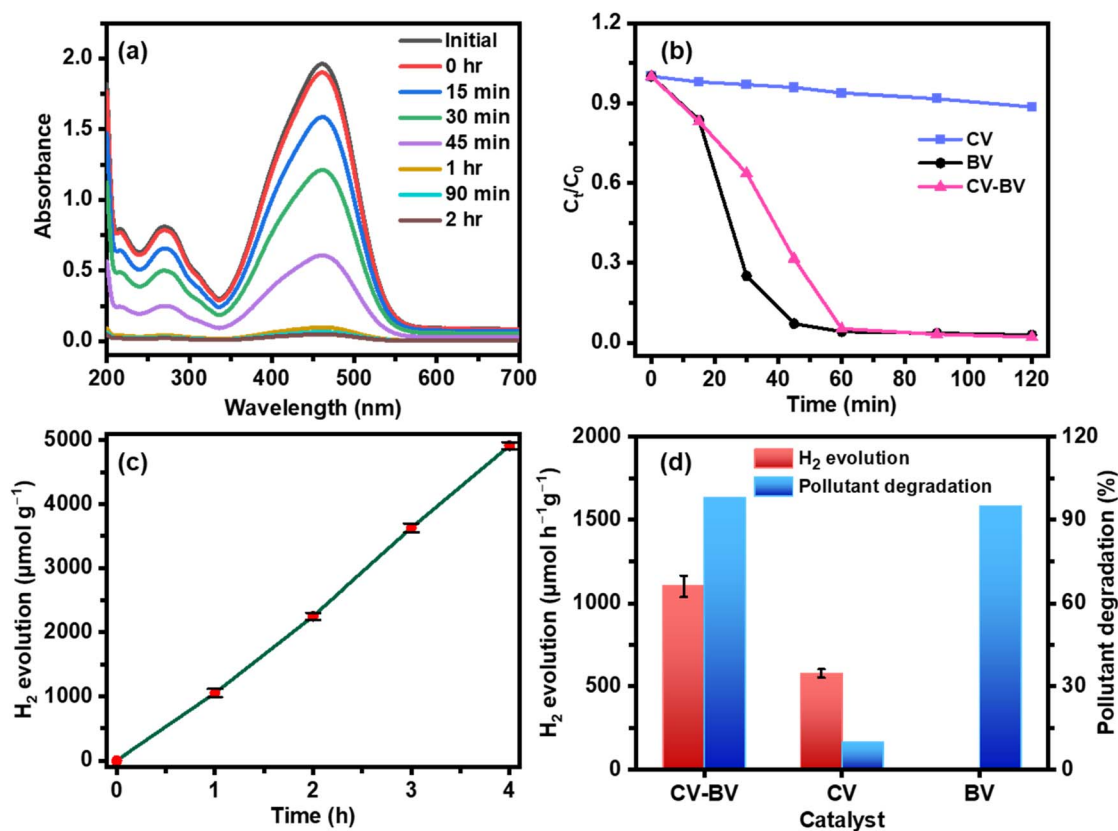 (a)
Initial
0 hr
15 min
30 min
45 min
1 hr
90 min
2 hr
2.0
1.5
1.0
0.5
0.0
Absorbance
200 300 400 500 600 700
Wavelength (nm)
(b)
CV
BV
CV-BV
1.2
0.9
0.6
0.3
0.0
Cₜ/C₀
0 20 40 60 80 100 120
Time (min)
(c)
5000
4000
3000
2000
1000
0
H₂ evolution (μmol g⁻¹)
0 1 2 3 4
Time (h)
(d)
H₂ evolution
Pollutant degradation
2000
1500
1000
500
0
H₂ evolution (μmol h⁻¹g⁻¹)
120
90
60
30
0
Pollutant degradation (%)
CV-BV CV BV
Catalyst